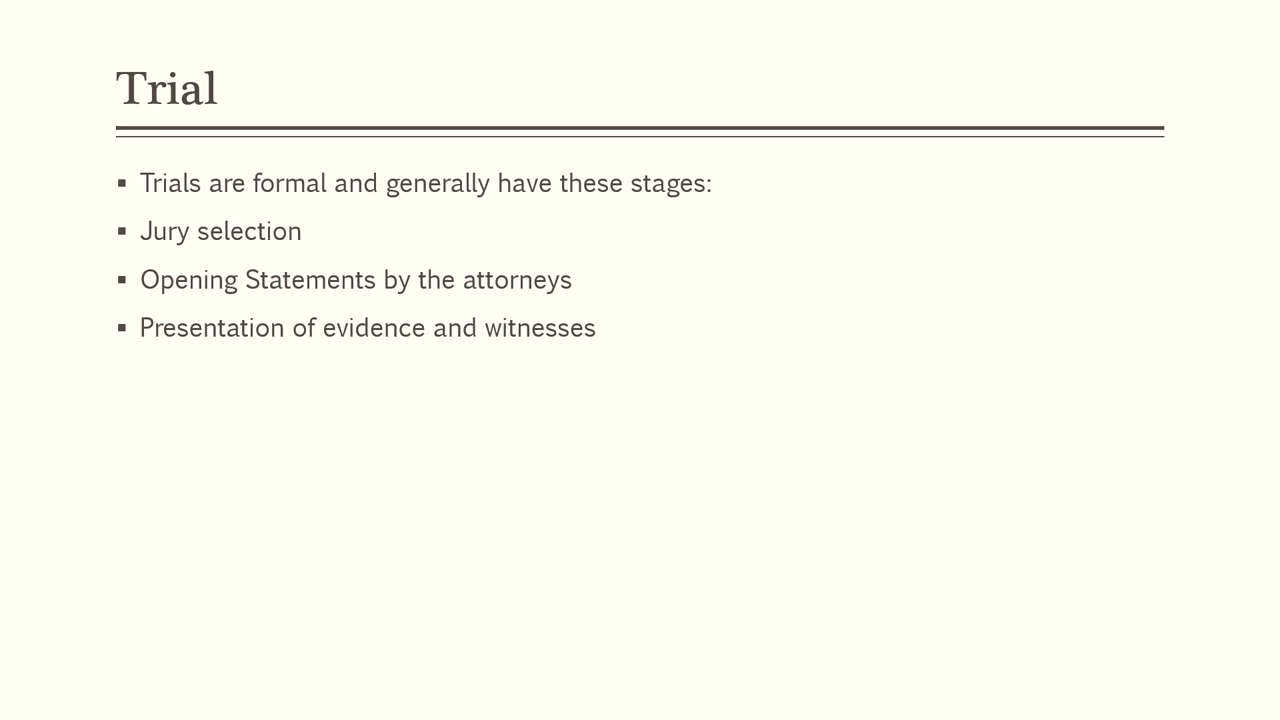 Trial
▪ Trials are formal and generally have these stages:
▪ Jury selection
▪ Opening Statements by the attorneys
▪ Presentation of evidence and witnesses